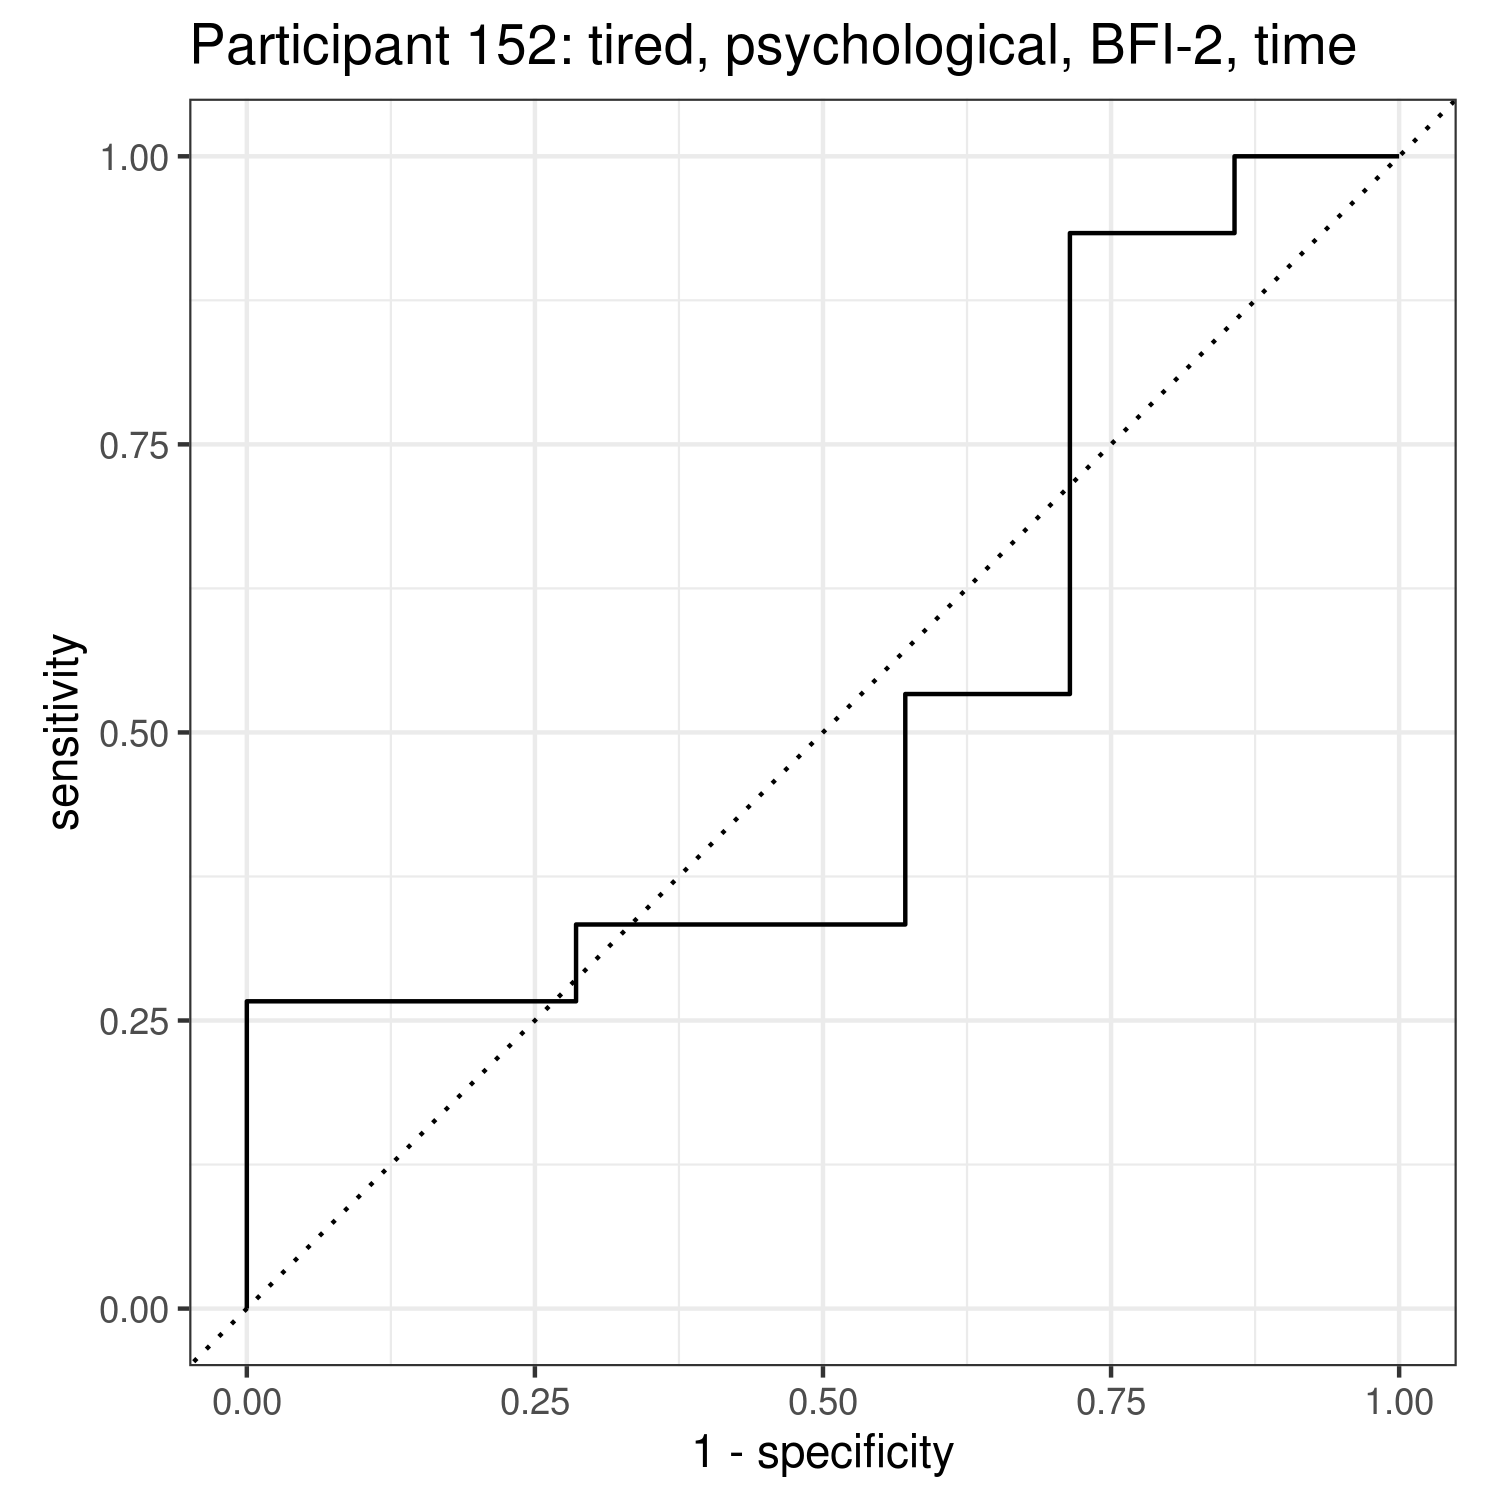 Participant 152: tired, psychological, BFI-2, time
1.00
0.75
0.50
0.25
0.00
sensitivity
0.00 0.25 0.50 0.75 1.00
1 - specificity